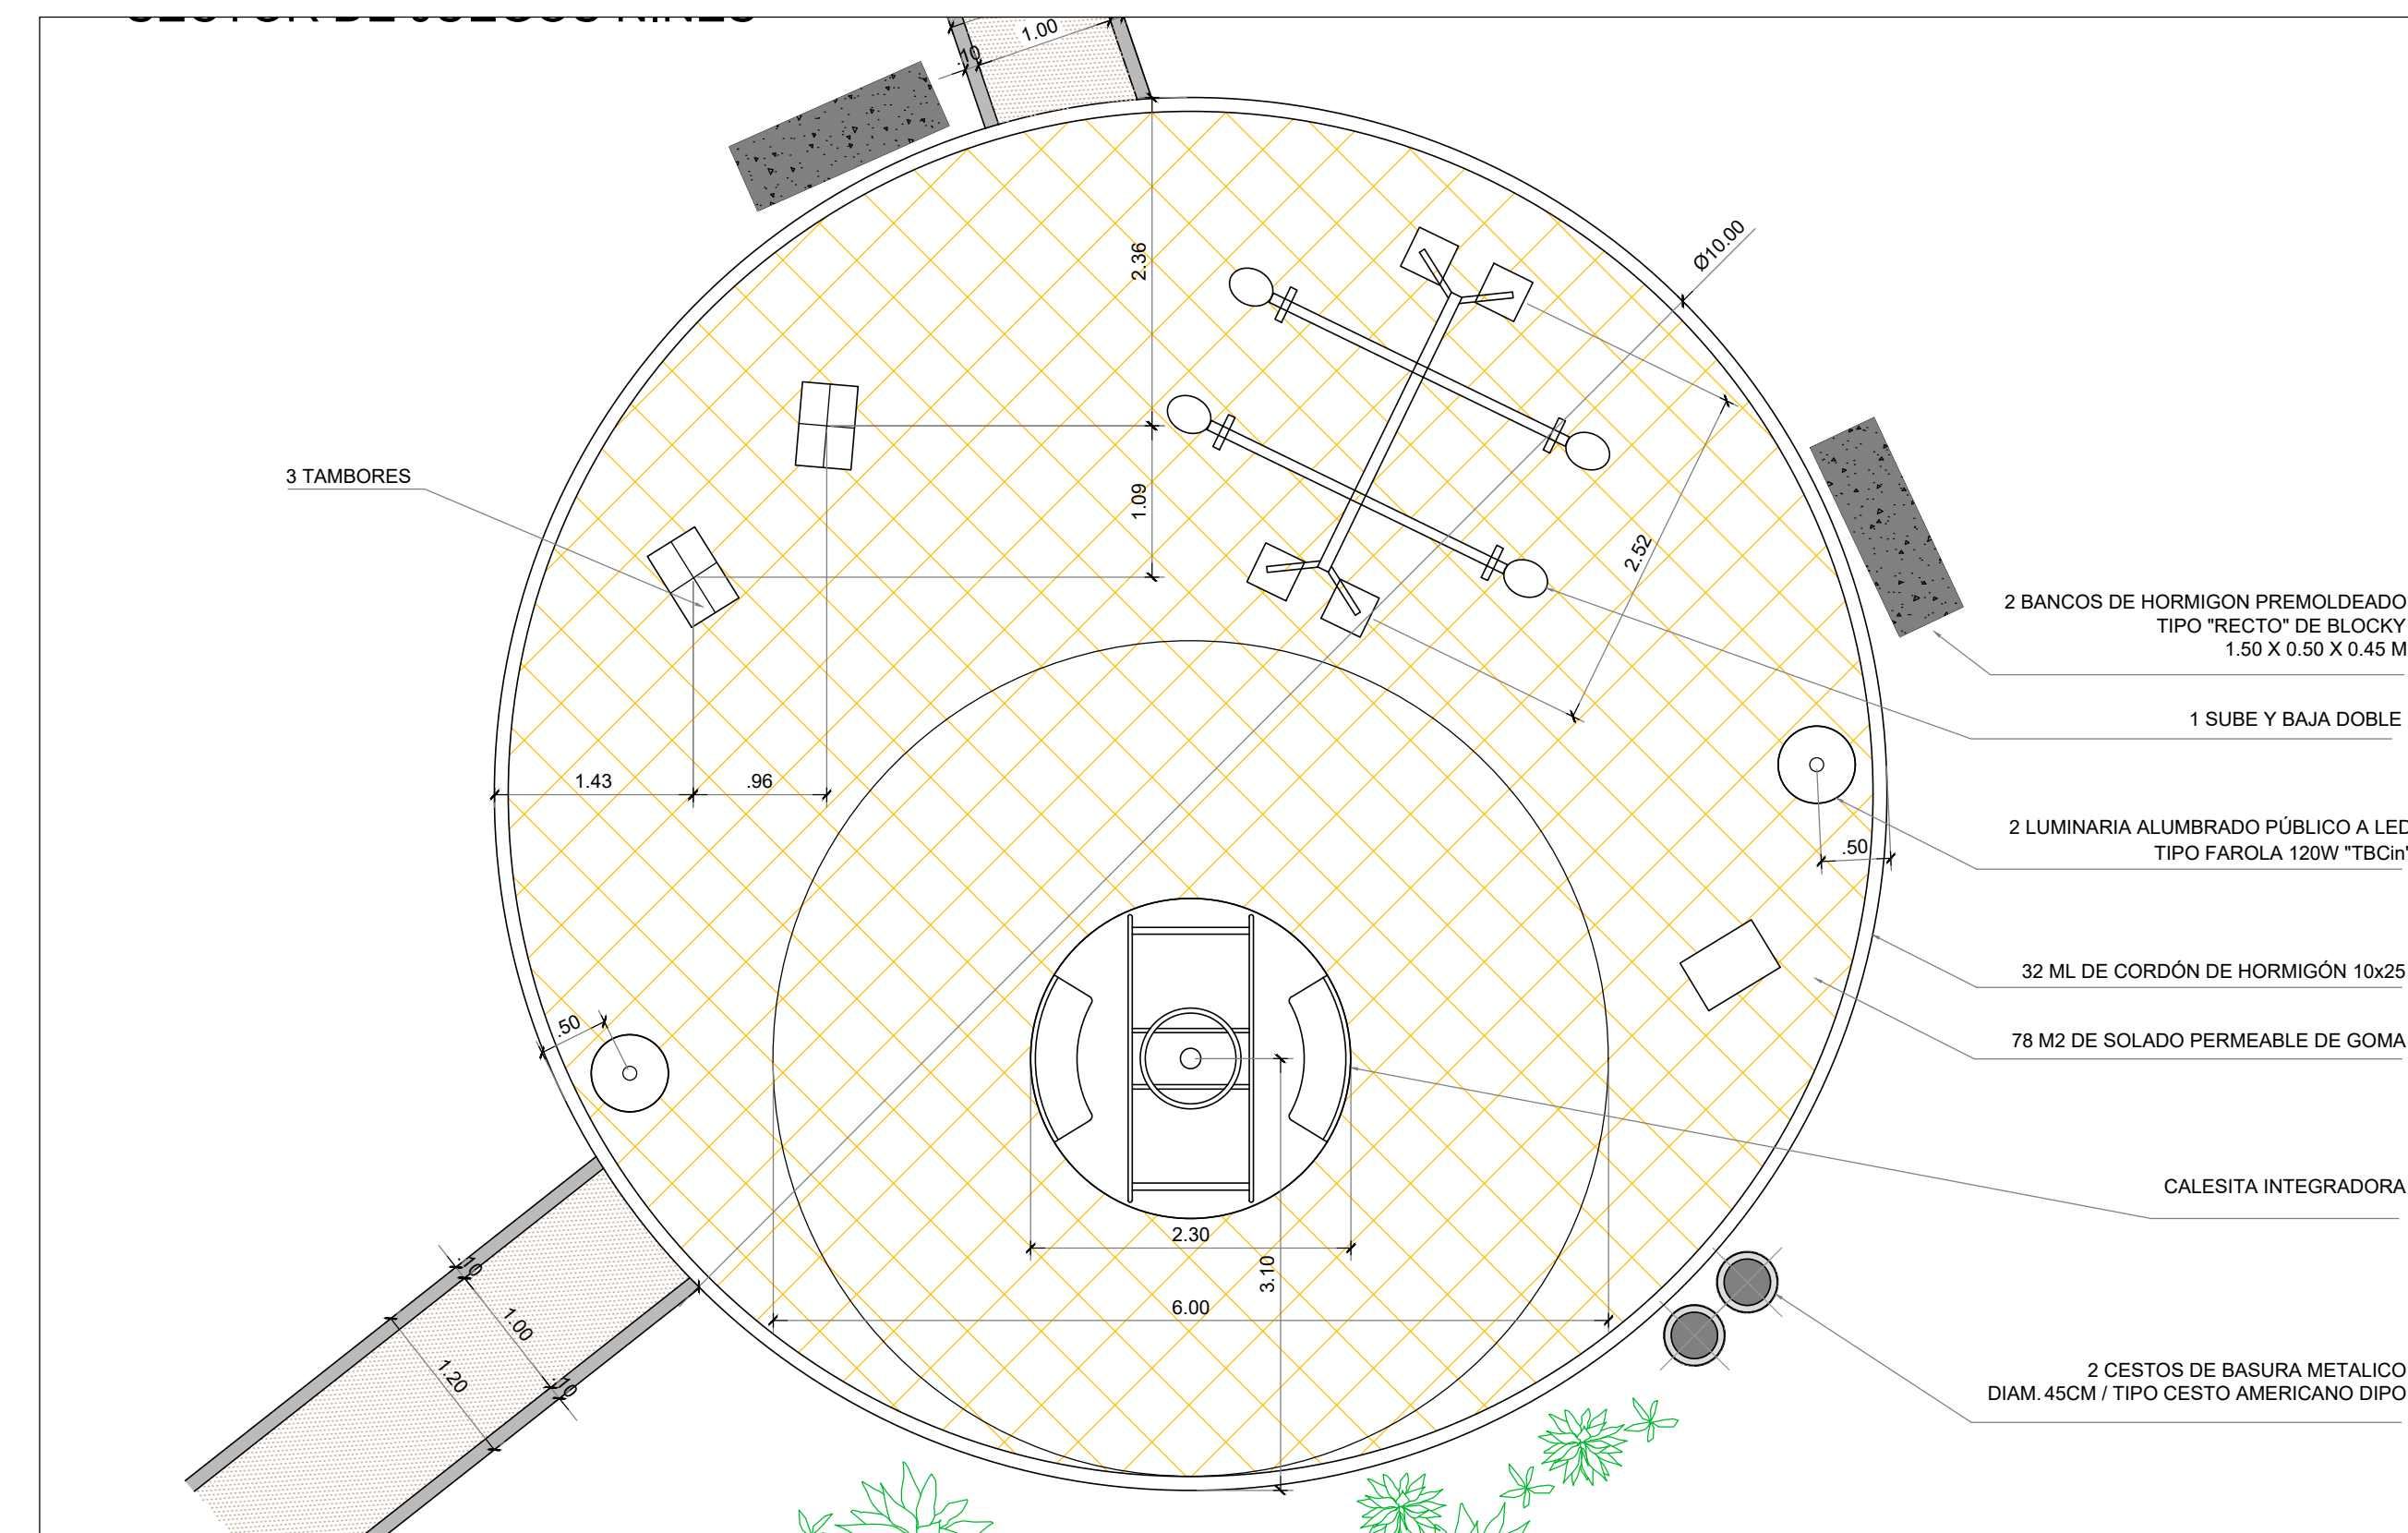 SECTOR DE JUEGOS NIÑES
1.00
.10
2.36
Ø10.00
3 TAMBORES
1.09
2.52
2 BANCOS DE HORMIGON PREMOLDEADO
TIPO "RECTO" DE BLOCKY
1.50 X 0.50 X 0.45 M
1 SUBE Y BAJA DOBLE
1.43
.96
2 LUMINARIA ALUMBRADO PÚBLICO A LED
TIPO FAROLA 120W "TBCin"
.50
32 ML DE CORDÓN DE HORMIGÓN 10x25
.50
78 M2 DE SOLADO PERMEABLE DE GOMA
CALESITA INTEGRADORA
2.30
3.10
6.00
.10
1.00
1.20
.10
2 CESTOS DE BASURA METALICO
DIAM. 45CM / TIPO CESTO AMERICANO DIPO